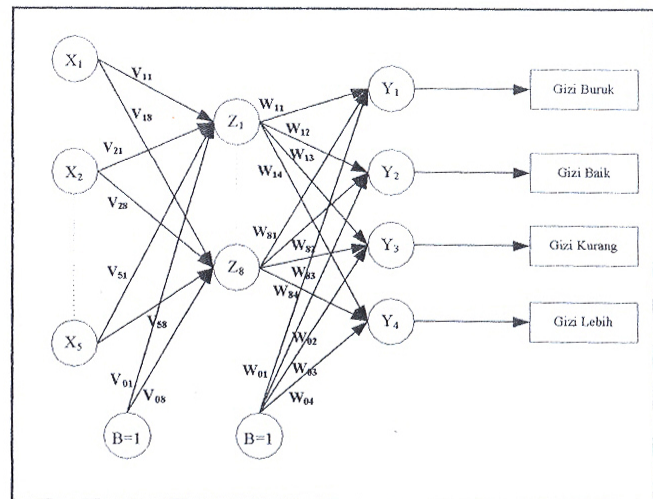 X1
V11
V18
Z1
W11
W12
W13
W14
Y1
Gizi Buruk
V21
X2
V28
Y2
Gizi Baik
W81
W82
W83
W84
Z8
Y3
Gizi Kurang
V51
V58
X5
Y4
Gizi Lebih
V01
V08
W01
W02
W03
W04
B=1
B=1